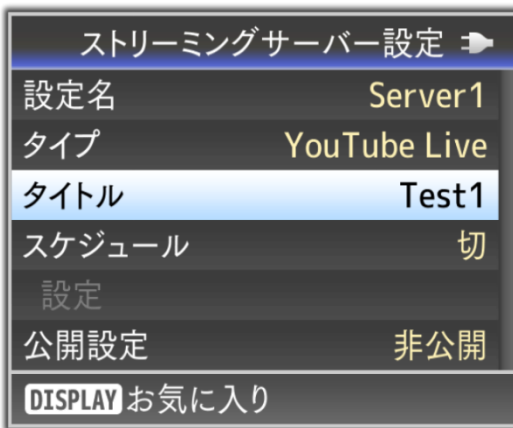 ストリーミングサーバー設定
設定名 Server1
タイプ YouTube Live
タイトル Test1
スケジュール 切
設定
公開設定 非公開
DISPLAY お気に入り